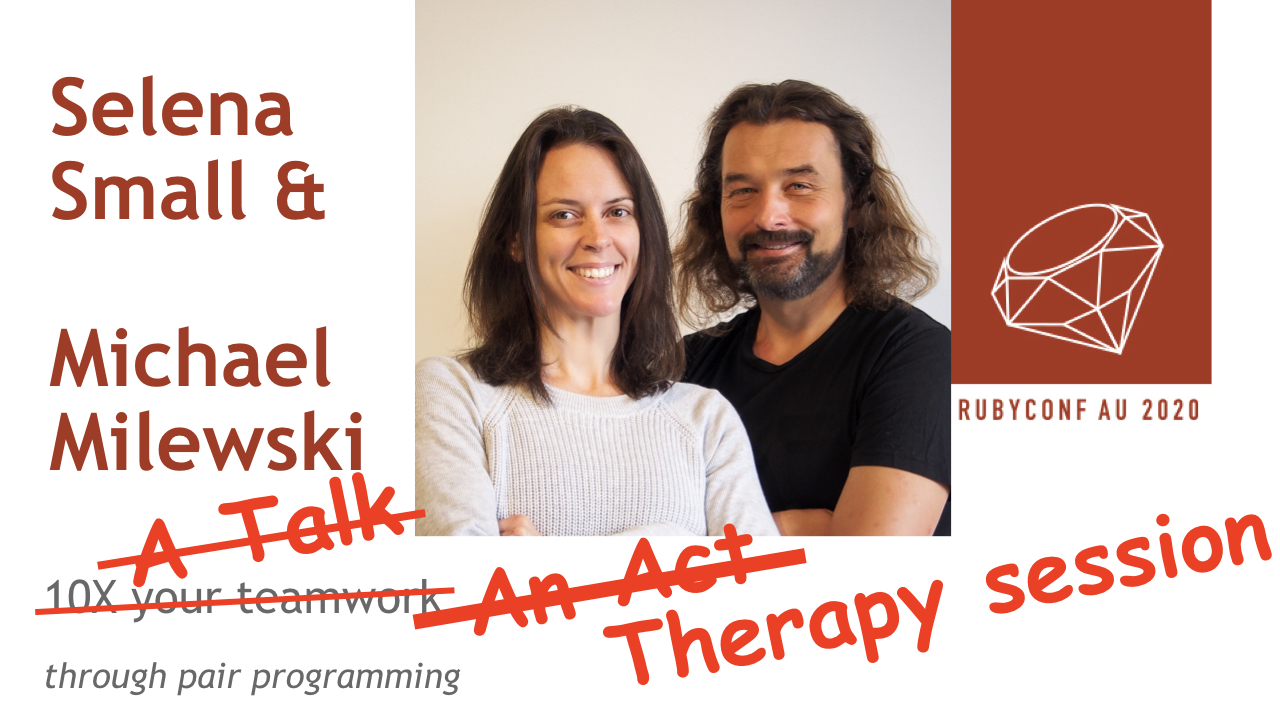 Selena
Small &
Michael
Milewski
RUBYCONF AU 2020
A Talk
10X your teamwork
An Act
Therapy session
through pair programming